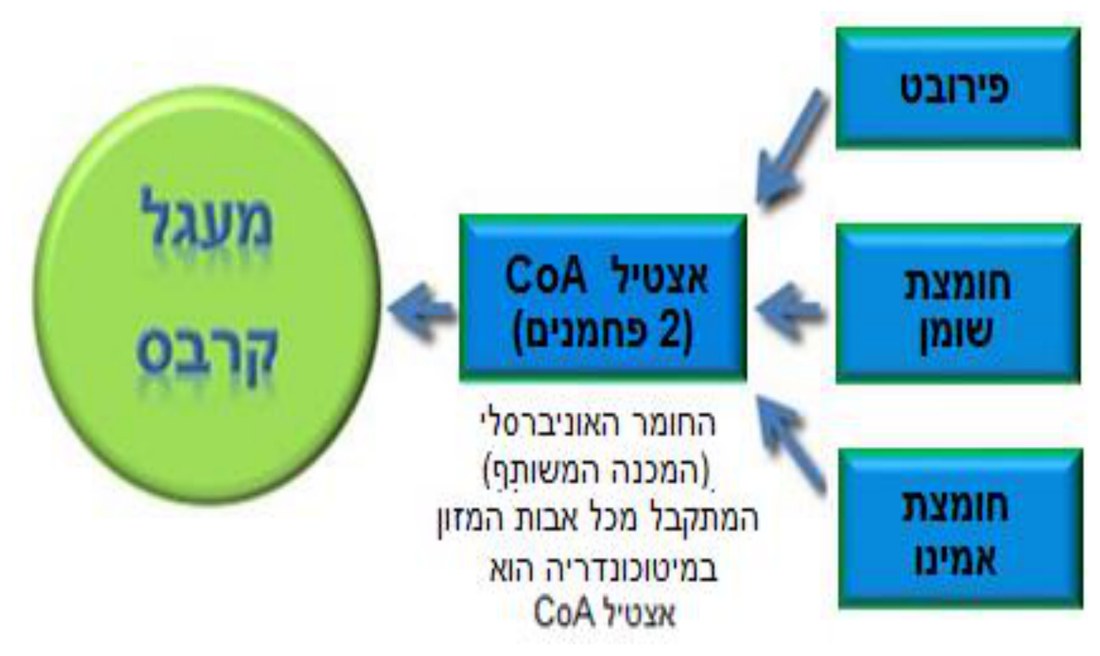 פירובט
חומצת
שומן
חומצת
אמינו
אצטיל CoA
(2 פחמנים)
החומר האוניברסלי
(המכנה המשותף)
המתקבל מכל אבות המזון
במיטוכונדריה הוא
אצטיל CoA
מעגל
קרבס